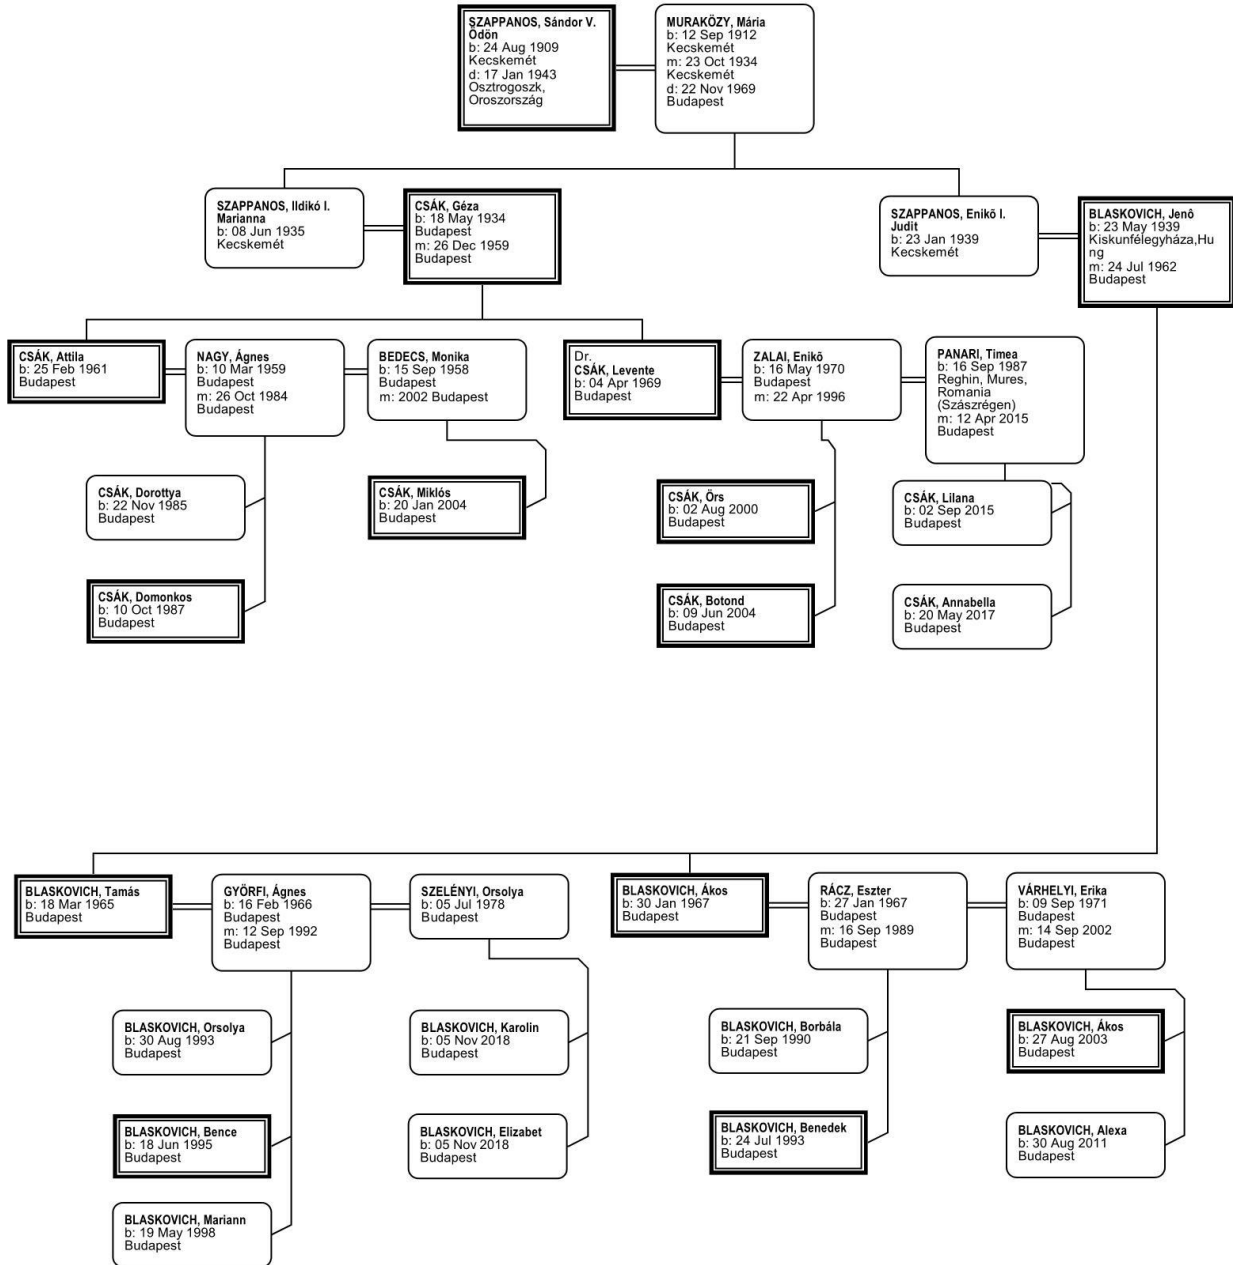 SZAPPANOS, Sándor V.
Ödön
b: 24 Aug 1909
Kecskemét
d: 17 Jan 1943
Osztrogoszk,
Oroszország
MURAKÖZY, Mária
b: 12 Sep 1912
Kecskemét
m: 23 Oct 1934
Kecskemét
d: 22 Nov 1969
Budapest
SZAPPANOS, Ildikó I.
Marianna
b: 08 Jun 1935
Kecskemét
CSÁK, Géza
b: 18 May 1934
Budapest
m: 26 Dec 1959
Budapest
SZAPPANOS, Enikõ I.
Judit
b: 23 Jan 1939
Kecskemét
BLASKOVICH, Jenô
b: 23 May 1939
Kiskunfélegyháza,Hu
ng
m: 24 Jul 1962
Budapest
CSÁK, Attila
b: 25 Feb 1961
Budapest
NAGY, Ágnes
b: 10 Mar 1959
Budapest
m: 26 Oct 1984
Budapest
BEDECS, Monika
b: 15 Sep 1958
Budapest
m: 2002 Budapest
Dr.
CSÁK, Levente
b: 04 Apr 1969
Budapest
ZALAI, Enikõ
b: 16 May 1970
Budapest
m: 22 Apr 1996
PANARI, Timea
b: 16 Sep 1987
Reghin, Mures,
Romania
(Szászrégen)
m: 12 Apr 2015
Budapest
CSÁK, Dorottya
b: 22 Nov 1985
Budapest
CSÁK, Miklós
b: 20 Jan 2004
Budapest
CSÁK, Örs
b: 02 Aug 2000
Budapest
CSÁK, Lilana
b: 02 Sep 2015
Budapest
CSÁK, Domonkos
b: 10 Oct 1987
Budapest
CSÁK, Botond
b: 09 Jun 2004
Budapest
CSÁK, Annabella
b: 20 May 2017
Budapest
BLASKOVICH, Tamás
b: 18 Mar 1965
Budapest
GYÖRFI, Ágnes
b: 16 Feb 1966
Budapest
m: 12 Sep 1992
Budapest
SZELÉNYI, Orsolya
b: 05 Jul 1978
Budapest
BLASKOVICH, Ákos
b: 30 Jan 1967
Budapest
RÁCZ, Eszter
b: 27 Jan 1967
Budapest
m: 16 Sep 1989
Budapest
VÁRHELYI, Erika
b: 09 Sep 1971
Budapest
m: 14 Sep 2002
Budapest
BLASKOVICH, Orsolya
b: 30 Aug 1993
Budapest
BLASKOVICH, Karolin
b: 05 Nov 2018
Budapest
BLASKOVICH, Borbála
b: 21 Sep 1990
Budapest
BLASKOVICH, Ákos
b: 27 Aug 2003
Budapest
BLASKOVICH, Bence
b: 18 Jun 1995
Budapest
BLASKOVICH, Elizabet
b: 05 Nov 2018
Budapest
BLASKOVICH, Benedek
b: 24 Jul 1993
Budapest
BLASKOVICH, Alexa
b: 30 Aug 2011
Budapest
BLASKOVICH, Mariann
b: 19 May 1998
Budapest